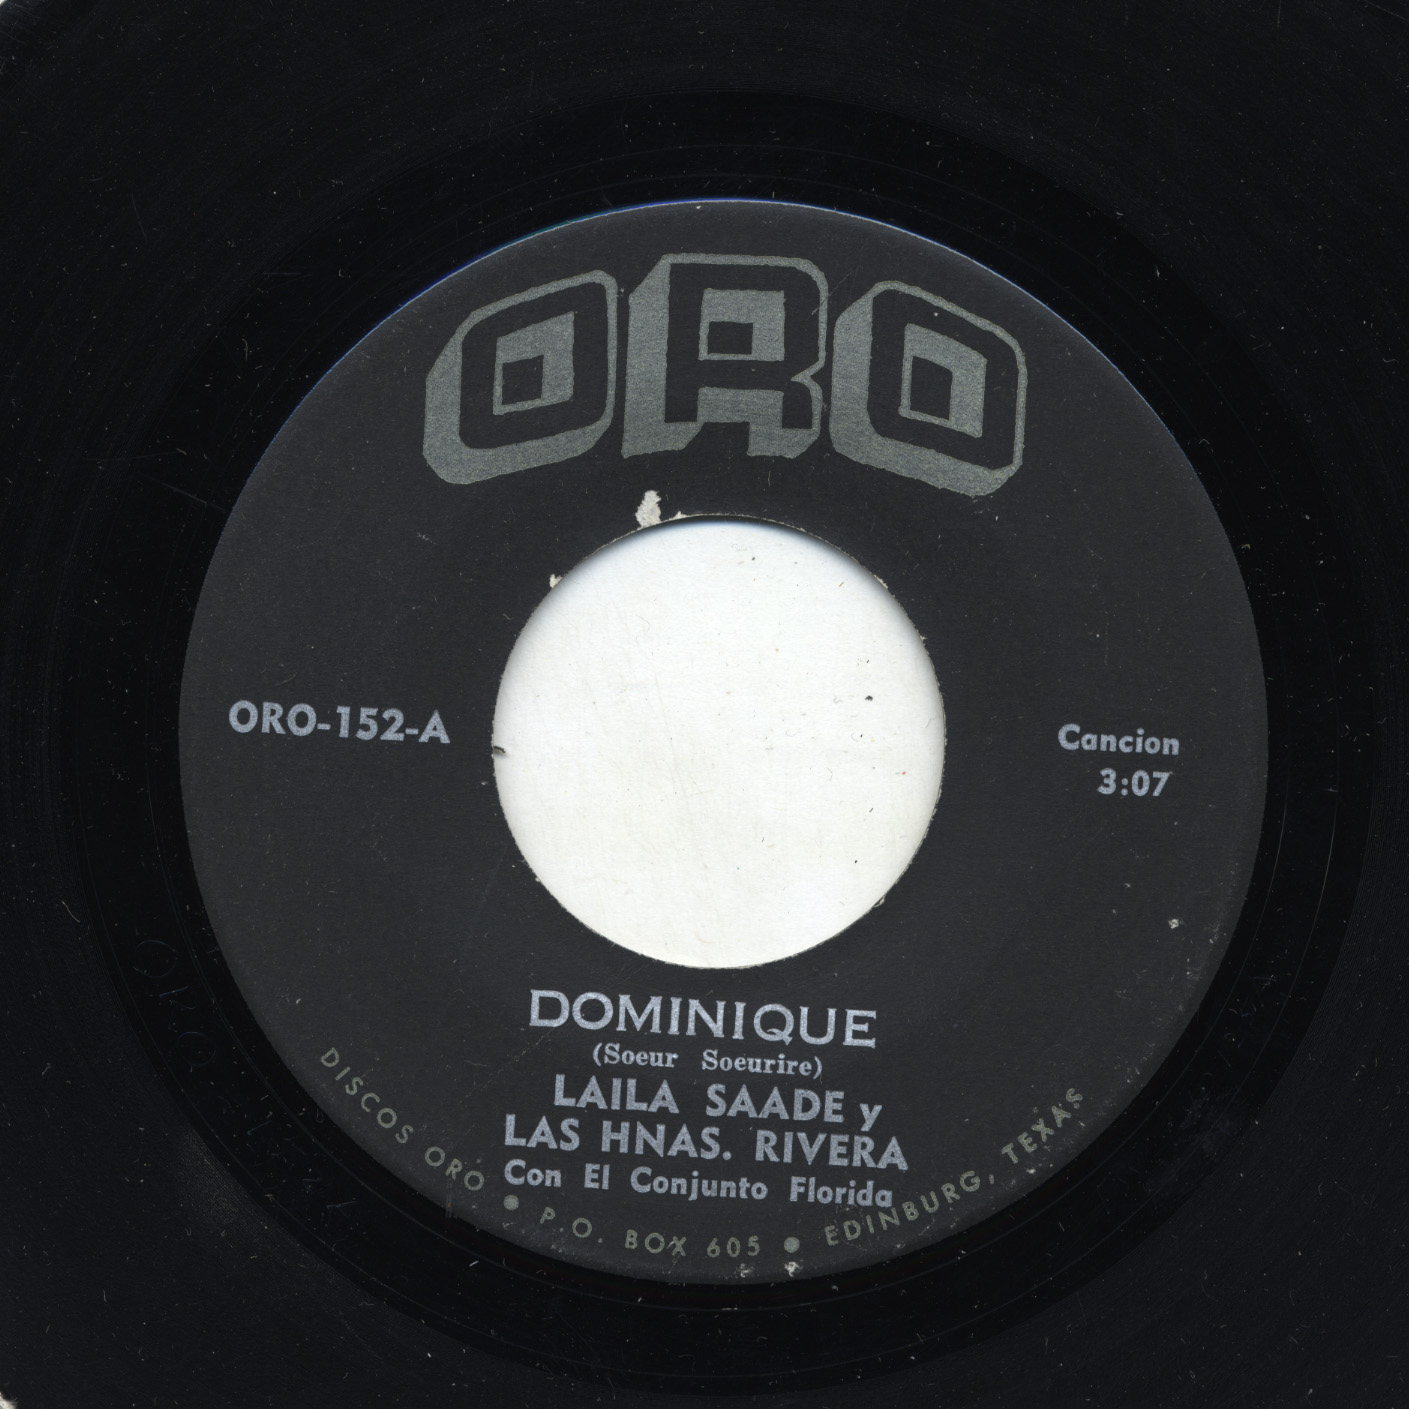 ORO
ORO-152-A
Cancion
3:07
DOMINIQUE
(Soeur Soeurire)
LAILA SAADE y
LAS HNAS. RIVERA
Con El Conjunto Florida
DISCOS ORO • P.O. BOX 605 • EDINBURG, TEXAS